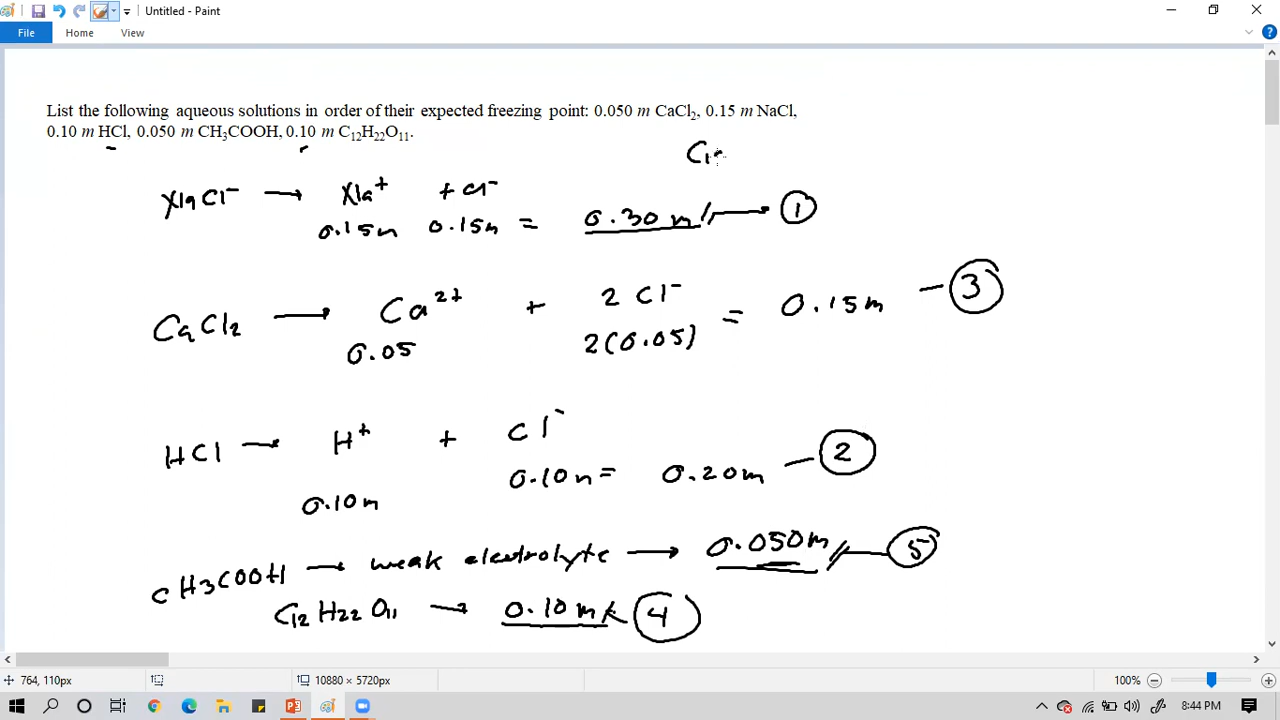 Untitled - Paint
File Home View
List the following aqueous solutions in order of their expected freezing point: 0.050 m CaCl₂, 0.15 m NaCl,
0.10 m HCl, 0.050 m CH₃COOH, 0.10 m C₁₂H₂₂O₁₁.
NaCl⁻ → Na⁺ + Cl⁻
0.15m 0.15m = 0.30 m // → 1
CaCl₂ → Ca²⁺ + 2 Cl⁻ = 0.15m - 3
0.05 2(0.05)
HCl → H⁺ + Cl⁻
0.10m 0.10m = 0.20m - 2
CH3COOH → weak electrolyte → 0.050m // 5
C12 H22 O11 → 0.10 m 4
764, 110px 10880 × 5720px 100%
8:44 PM